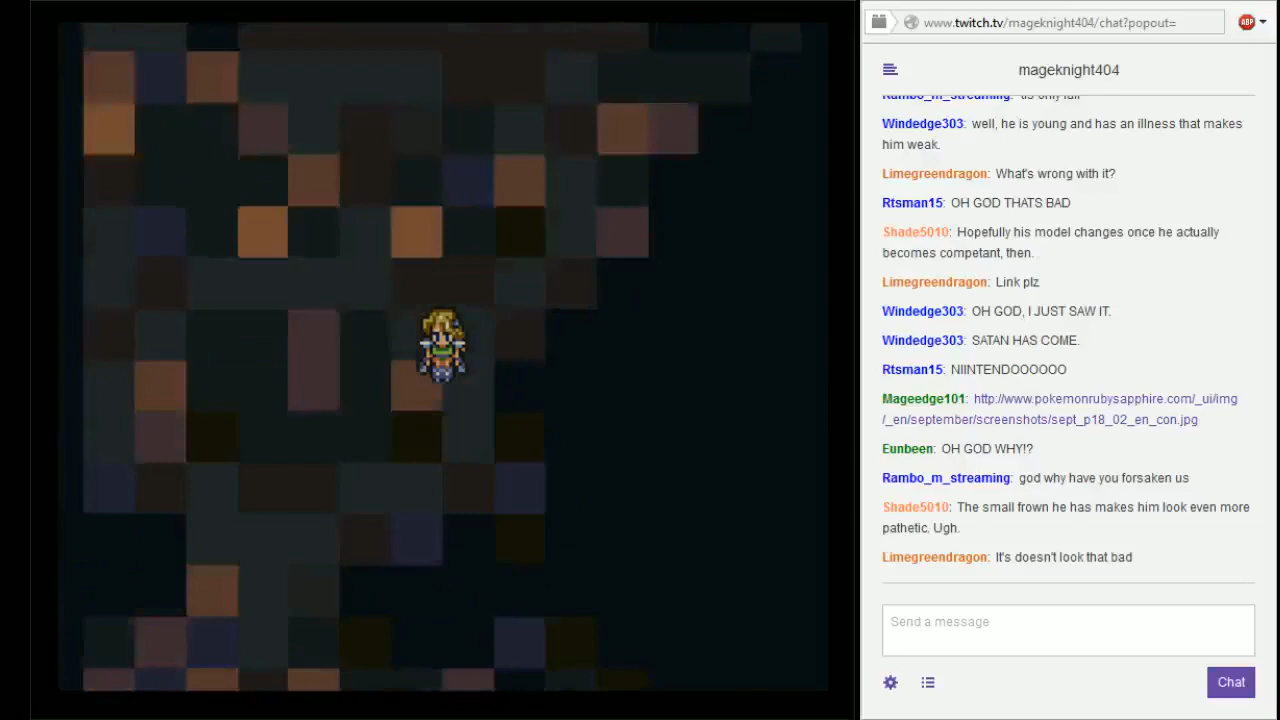 www.twitch.tv/mageknight404/chat?popout=
ABP
mageknight404
Rambo_m_streaming: tis only fair
Windedge303: well, he is young and has an illness that makes
him weak.
Limegreendragon: What's wrong with it?
Rtsman15: OH GOD THATS BAD
Shade5010: Hopefully his model changes once he actually
becomes competant, then.
Limegreendragon: Link plz
Windedge303: OH GOD, I JUST SAW IT.
Windedge303: SATAN HAS COME.
Rtsman15: NIINTENDOOOOOO
Mageedge101: http://www.pokemonrubysapphire.com/_ui/img
/_en/september/screenshots/sept_p18_02_en_con.jpg
Eunbeen: OH GOD WHY!?
Rambo_m_streaming: god why have you forsaken us
Shade5010: The small frown he has makes him look even more
pathetic. Ugh.
Limegreendragon: It's doesn't look that bad
Send a message
Chat